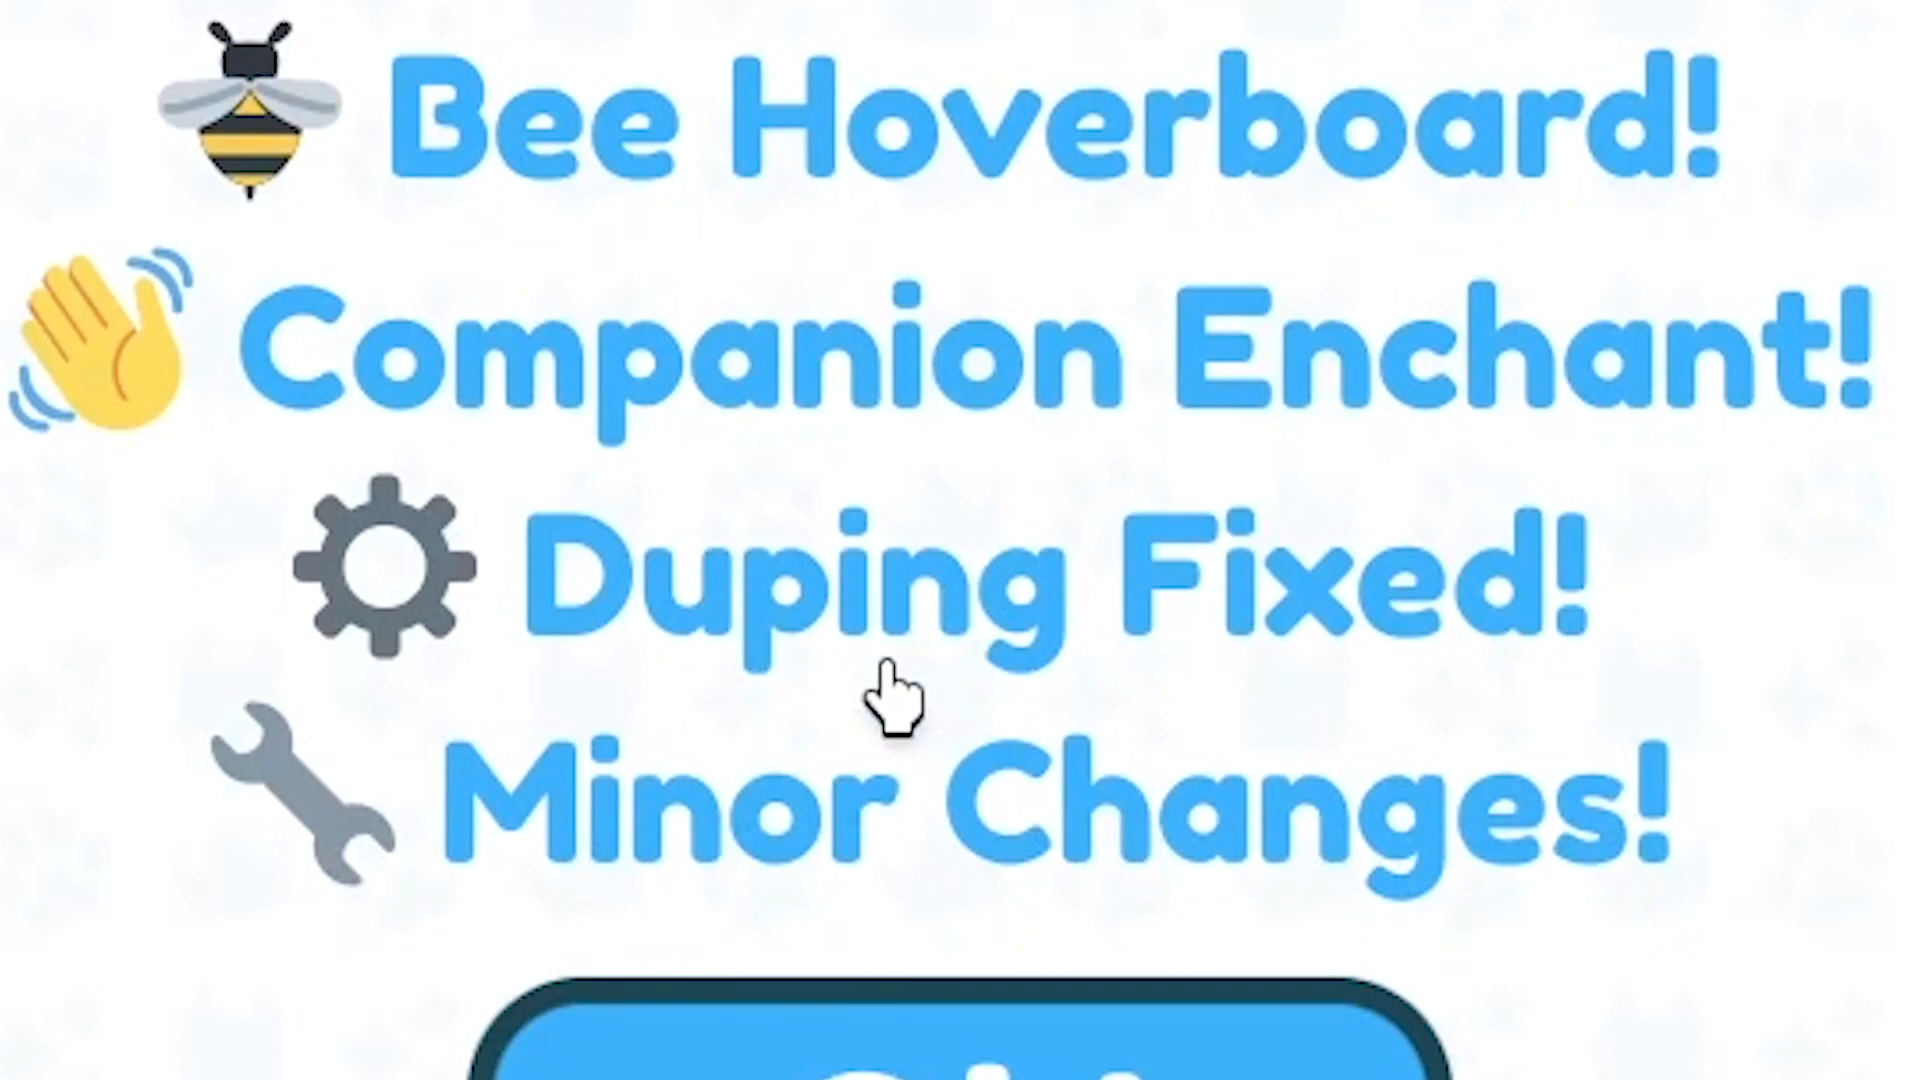 Bee Hoverboard!
Companion Enchant!
Duping Fixed!
Minor Changes!